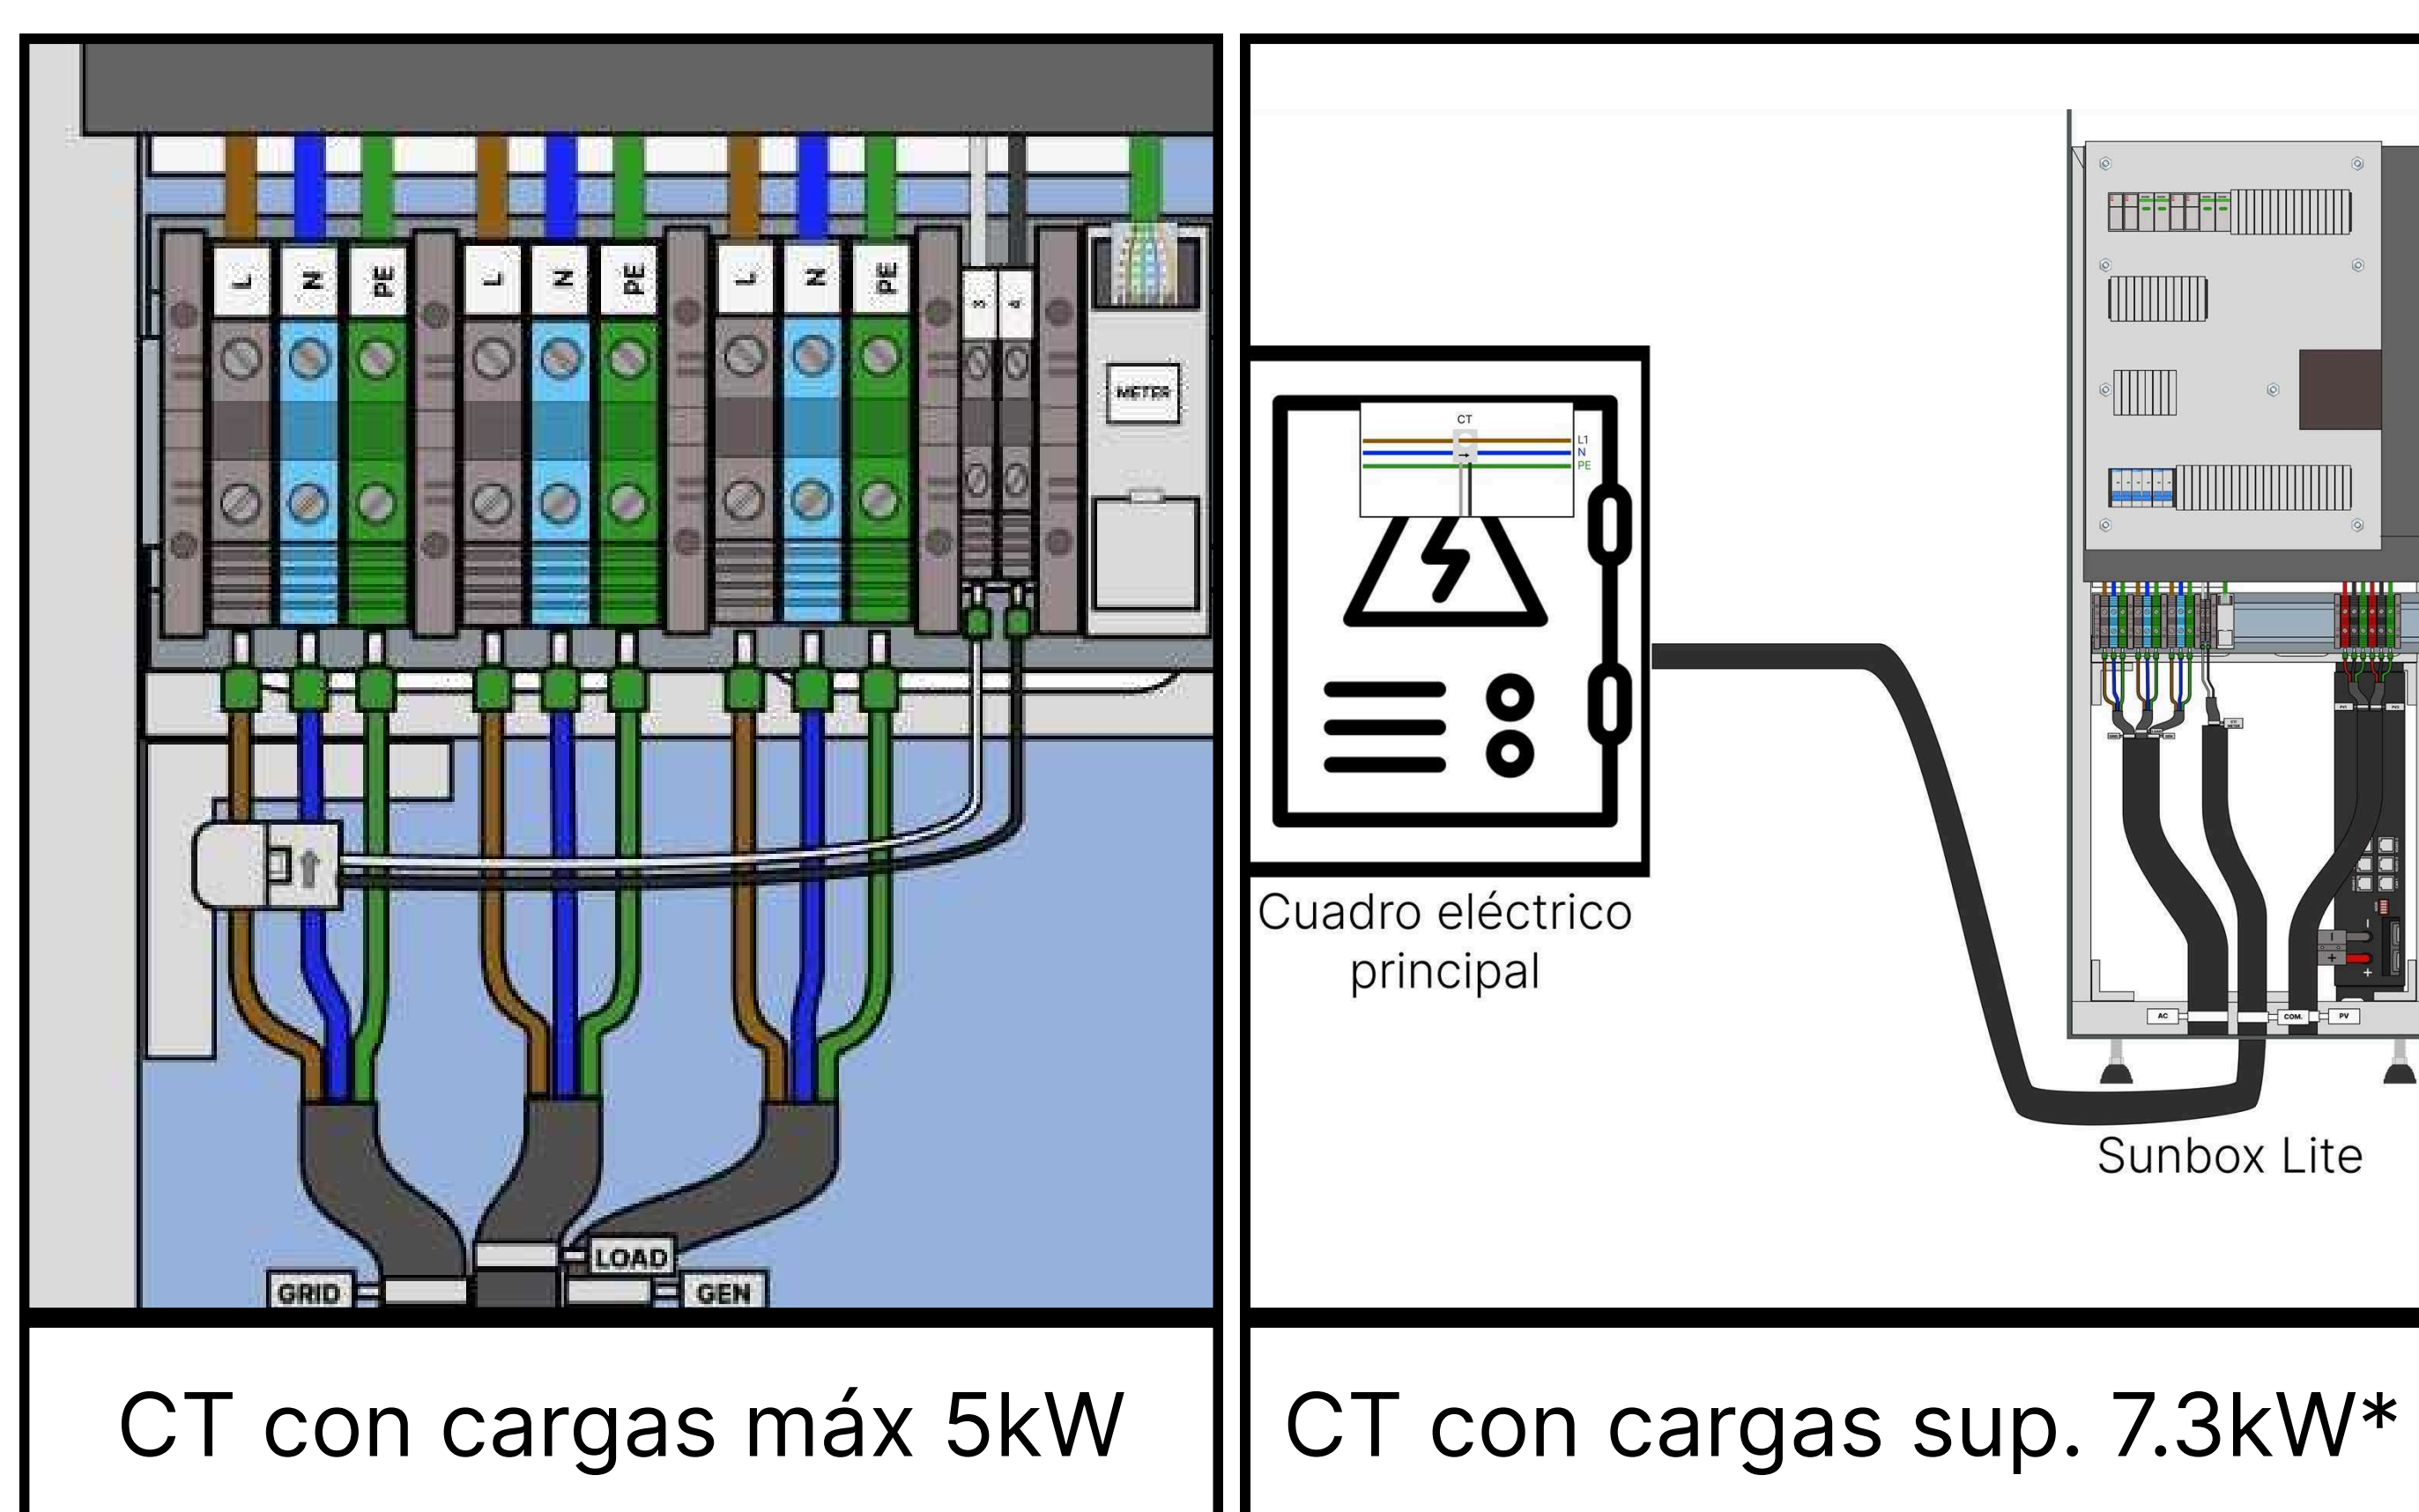 L N PE L N PE L N PE 3 4
METER
LOAD
GRID
GEN
CT con cargas máx 5kW
CT
L1
N
PE
Cuadro eléctrico
principal
AC
COM.
PV
Sunbox Lite
CT con cargas sup. 7.3kW*